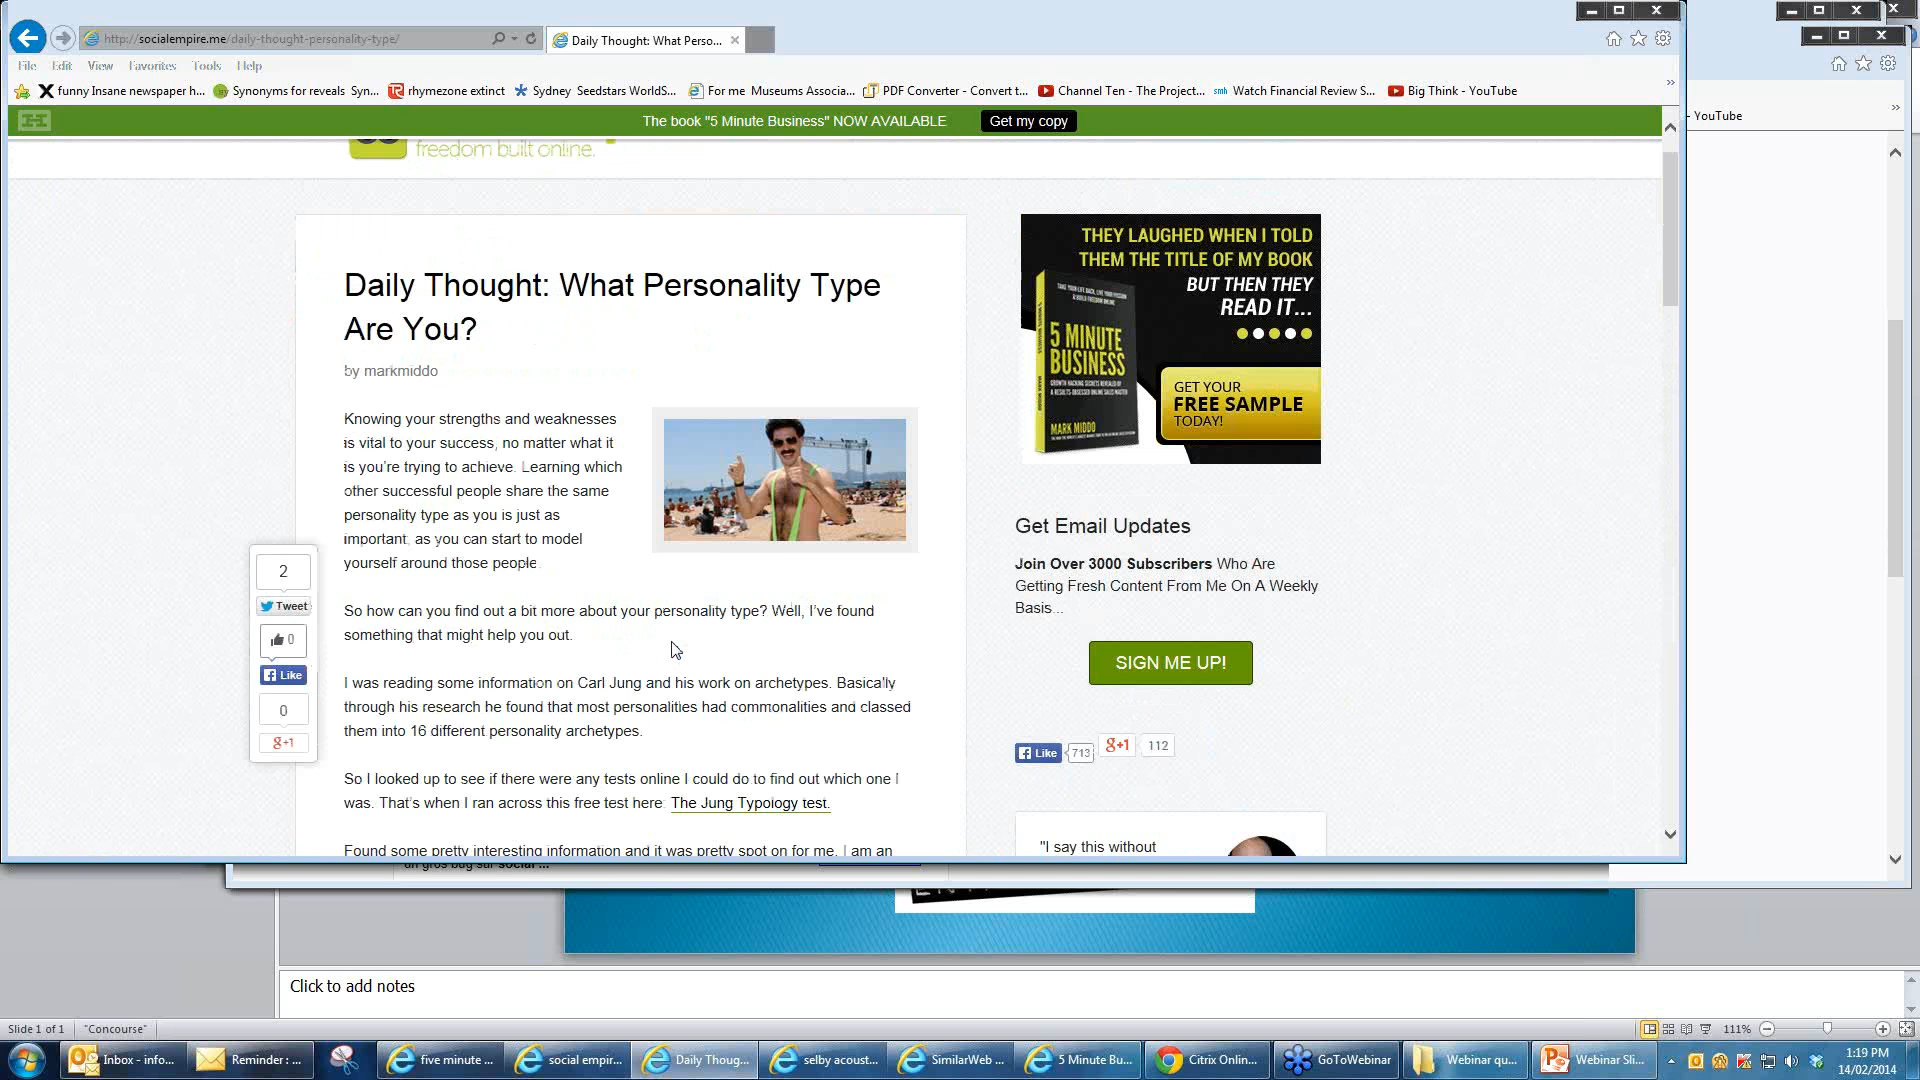 http://socialempire.me/daily-thought-personality-type/
Daily Thought: What Perso...
File Edit View Favorites Tools Help
funny Insane newspaper h... Synonyms for reveals Syn... rhymezone extinct Sydney Seedstars WorldS... For me Museums Associa... PDF Converter - Convert t... Channel Ten - The Project... Watch Financial Review S... Big Think - YouTube
- YouTube
The book "5 Minute Business" NOW AVAILABLE Get my copy
freedom built online.
Daily Thought: What Personality Type
Are You?
by markmiddo
Knowing your strengths and weaknesses
is vital to your success, no matter what it
is you're trying to achieve. Learning which
other successful people share the same
personality type as you is just as
important, as you can start to model
yourself around those people
So how can you find out a bit more about your personality type? Well, I've found
something that might help you out.
I was reading some information on Carl Jung and his work on archetypes. Basically
through his research he found that most personalities had commonalities and classed
them into 16 different personality archetypes.
So I looked up to see if there were any tests online I could do to find out which one I
was. That's when I ran across this free test here: The Jung Typology test.
Found some pretty interesting information and it was pretty spot on for me. I am an
2
Tweet
0
Like
0
g+1
THEY LAUGHED WHEN I TOLD
THEM THE TITLE OF MY BOOK
BUT THEN THEY
READ IT...
5 MINUTE
BUSINESS
MARK MIDDO
GET YOUR
FREE SAMPLE
TODAY!
Get Email Updates
Join Over 3000 Subscribers Who Are
Getting Fresh Content From Me On A Weekly
Basis...
SIGN ME UP!
Like 713 g+1 112
"I say this without
on gros bug sur social ...
Click to add notes
Slide 1 of 1 "Concourse" 111%
Inbox - info... Reminder : ... five minute ... social empir... Daily Thoug... selby acoust... SimilarWeb ... 5 Minute Bu... Citrix Onlin... GoToWebinar Webinar qu... Webinar Sli...
1:19 PM
14/02/2014